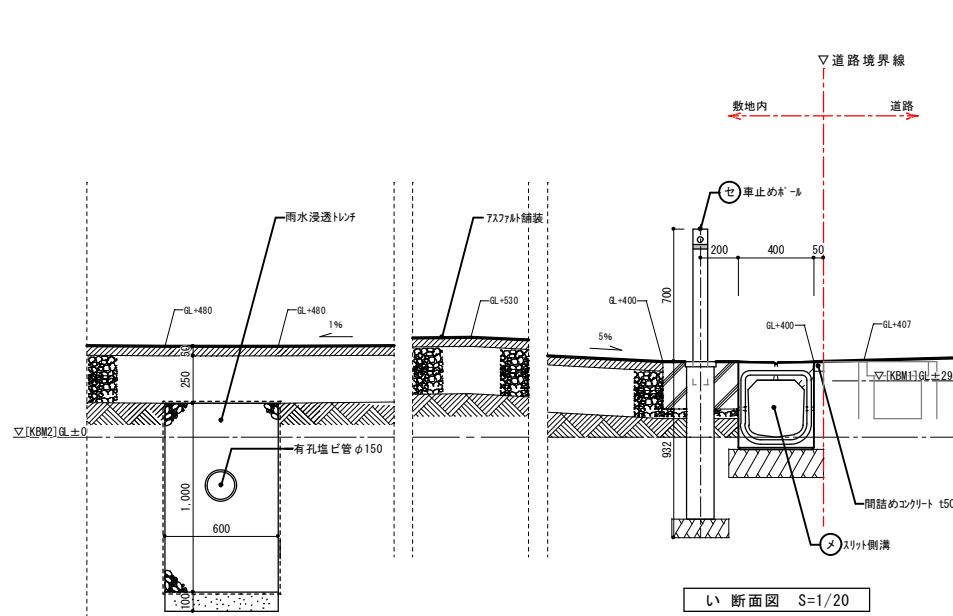 ▽道路境界線
敷地内
道路
セ 車止めポール
雨水浸透トレンチ
アスファルト舗装
200
400
50
700
GL+480
GL+480
1%
GL+530
GL+400
5%
GL+400
GL+407
50
250
▽[KBM1]GL±29
▽[KBM2]GL±0
有孔塩ビ管φ150
932
1,000
600
間詰めコンクリート t50
メ スリット側溝
100
い 断面図 S=1/20